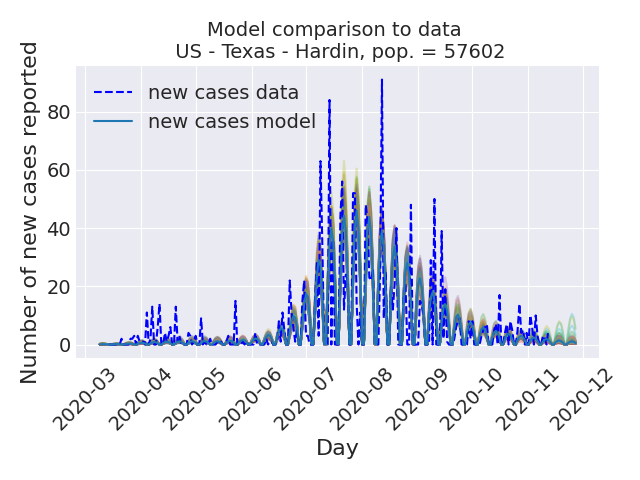 Model comparison to data
US - Texas - Hardin, pop. = 57602
Number of new cases reported
80
60
40
20
0
new cases data
new cases model
2020-03
2020-04
2020-05
2020-06
2020-07
2020-08
2020-09
2020-10
2020-11
2020-12
Day